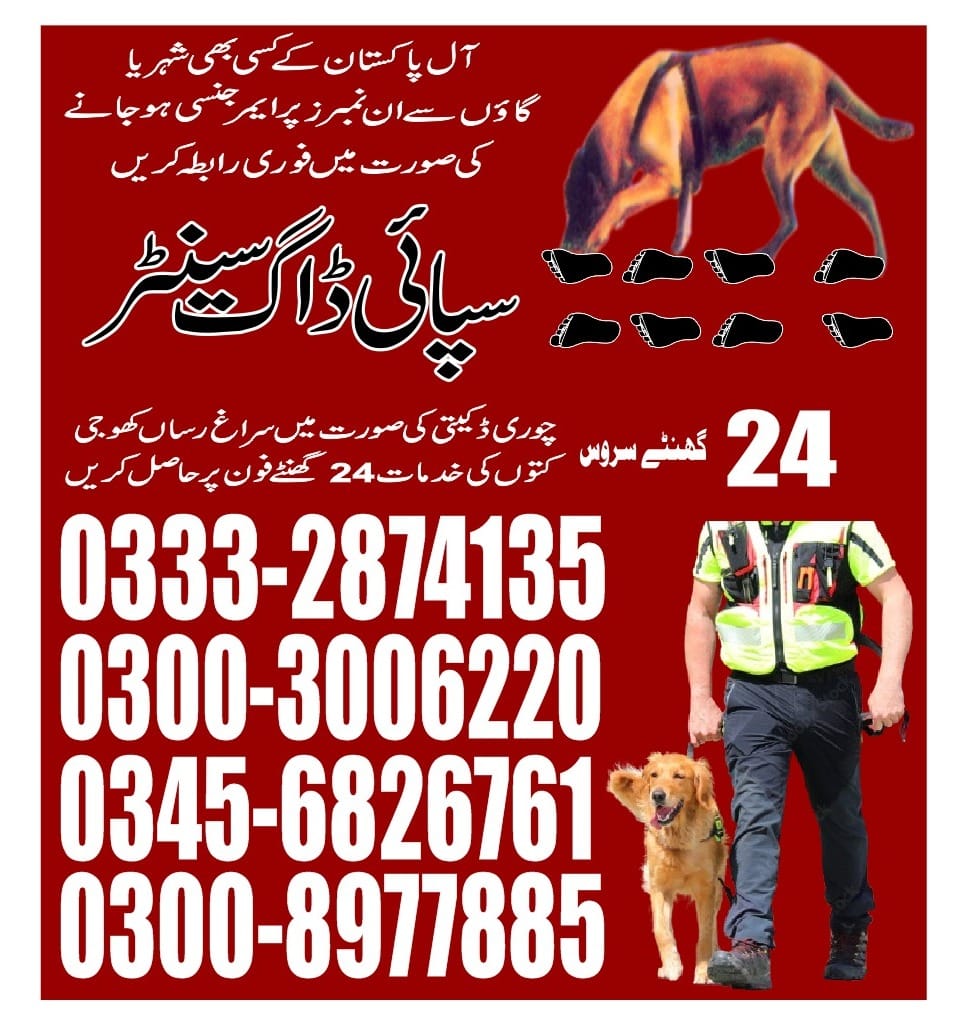 آل پاکستان کے کسی بھی شہر یا
گاؤں سے ان نمبرز پر ایمرجنسی ہو جانے
کی صورت میں فوری رابطہ کریں
سپائی ڈاگ سینٹر
چوری ڈکیتی کی صورت میں سراغ رساں کھوجی
کتوں کی خدمات 24 گھنٹے فون پر حاصل کریں
24 گھنٹے سروس
0333-2874135
0300-3006220
0345-6826761
0300-8977885